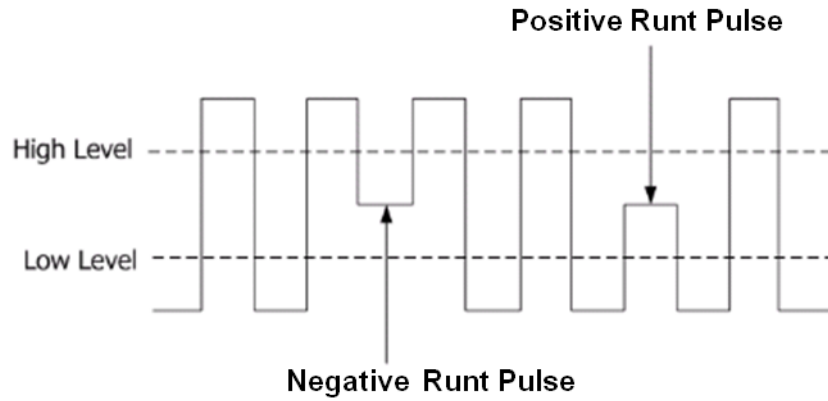 Positive Runt Pulse
High Level
Low Level
Negative Runt Pulse